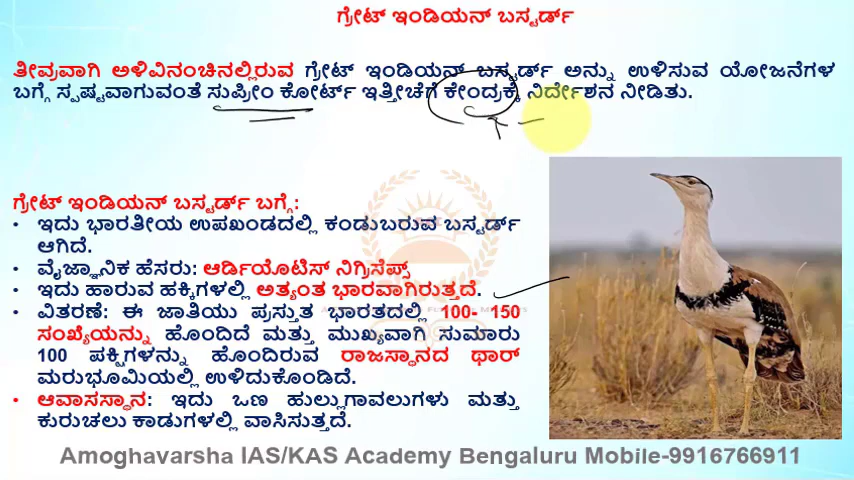 ಗ್ರೇಟ್ ಇಂಡಿಯನ್ ಬಸ್ಟರ್ಡ್
ತೀವ್ರವಾಗಿ ಅಳಿವಿನಂಚಿನಲ್ಲಿರುವ ಗ್ರೇಟ್ ಇಂಡಿಯನ್ ಬಸ್ಟರ್ಡ್ ಅನ್ನು ಉಳಿಸುವ ಯೋಜನೆಗಳ
ಬಗ್ಗೆ ಸ್ಪಷ್ಟವಾಗುವಂತೆ ಸುಪ್ರೀಂ ಕೋರ್ಟ್ ಇತ್ತೀಚೆಗೆ ಕೇಂದ್ರಕ್ಕೆ ನಿರ್ದೇಶನ ನೀಡಿತು.
ಗ್ರೇಟ್ ಇಂಡಿಯನ್ ಬಸ್ಟರ್ಡ್ ಬಗ್ಗೆ:
• ಇದು ಭಾರತೀಯ ಉಪಖಂಡದಲ್ಲಿ ಕಂಡುಬರುವ ಬಸ್ಟರ್ಡ್
ಆಗಿದೆ.
• ವೈಜ್ಞಾನಿಕ ಹೆಸರು: ಆರ್ಡಿಯೊಟಿಸ್ ನಿಗ್ರಿಸೆಪ್ಸ್
• ಇದು ಹಾರುವ ಹಕ್ಕಿಗಳಲ್ಲಿ ಅತ್ಯಂತ ಭಾರವಾಗಿರುತ್ತದೆ.
• ವಿತರಣೆ: ಈ ಜಾತಿಯು ಪ್ರಸ್ತುತ ಭಾರತದಲ್ಲಿ 100- 150
ಸಂಖ್ಯೆಯನ್ನು ಹೊಂದಿದೆ ಮತ್ತು ಮುಖ್ಯವಾಗಿ ಸುಮಾರು
100 ಪಕ್ಷಿಗಳನ್ನು ಹೊಂದಿರುವ ರಾಜಸ್ಥಾನದ ಥಾರ್
ಮರುಭೂಮಿಯಲ್ಲಿ ಉಳಿದುಕೊಂಡಿದೆ.
• ಆವಾಸಸ್ಥಾನ: ಇದು ಒಣ ಹುಲ್ಲುಗಾವಲುಗಳು ಮತ್ತು
ಕುರುಚಲು ಕಾಡುಗಳಲ್ಲಿ ವಾಸಿಸುತ್ತದೆ.
Amoghavarsha IAS/KAS Academy Bengaluru Mobile-9916766911